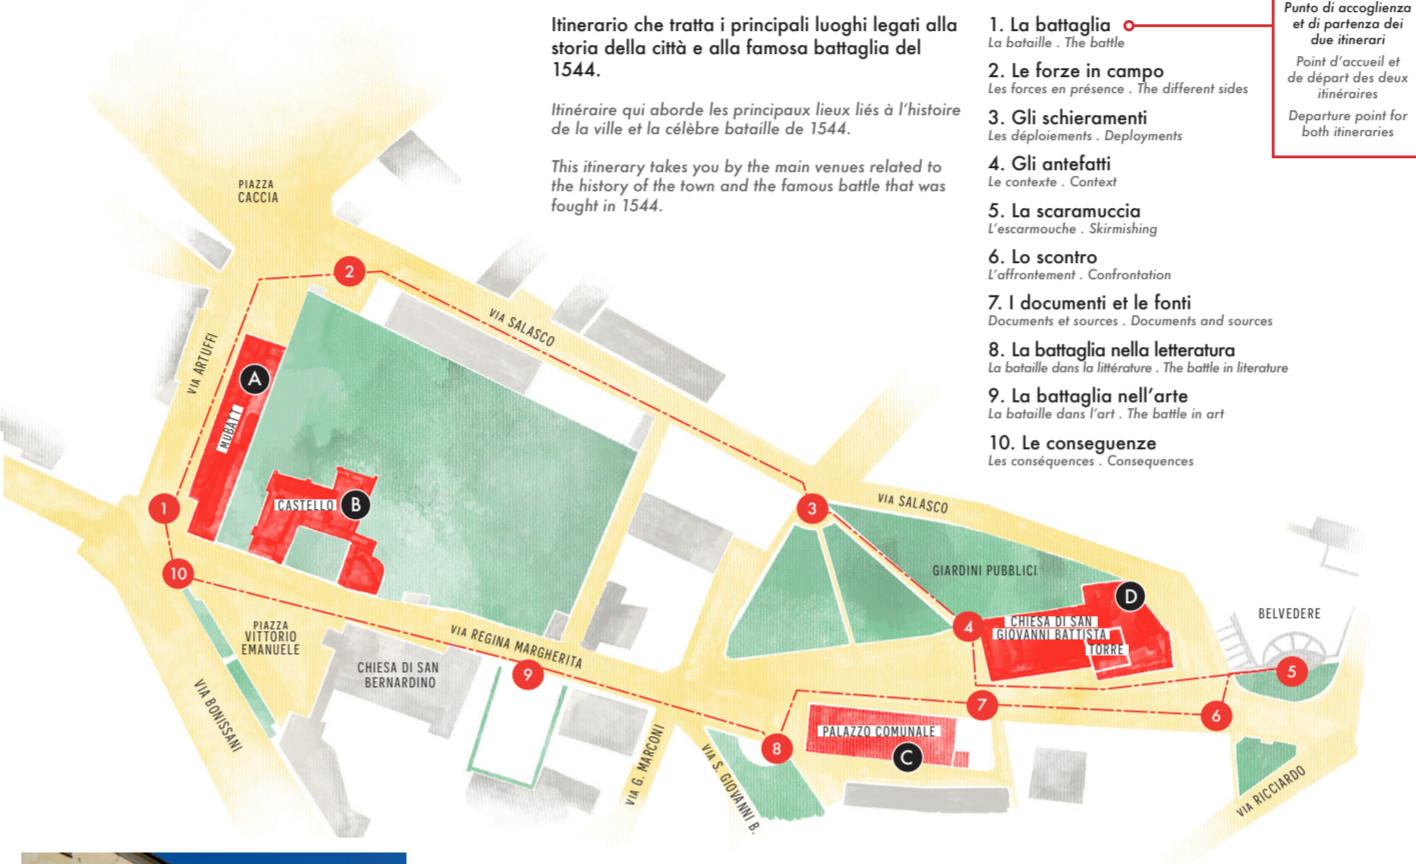 Itinerario che tratta i principali luoghi legati alla
storia della città e alla famosa battaglia del
1544.
Itinéraire qui aborde les principaux lieux liés à l'histoire
de la ville et la célèbre bataille de 1544.
This itinerary takes you by the main venues related to
the history of the town and the famous battle that was
fought in 1544.
1. La battaglia
La bataille . The battle
2. Le forze in campo
Les forces en présence . The different sides
3. Gli schieramenti
Les déploiements . Deployments
4. Gli antefatti
Le contexte . Context
5. La scaramuccia
L'escarmouche . Skirmishing
6. Lo scontro
L'affrontement . Confrontation
7. I documenti et le fonti
Documents et sources . Documents and sources
8. La battaglia nella letteratura
La bataille dans la littérature . The battle in literature
9. La battaglia nell'arte
La bataille dans l'art . The battle in art
10. Le conseguenze
Les conséquences . Consequences
Punto di accoglienza
et di partenza dei
due itinerari
Point d'accueil et
de départ des deux
itinéraires
Departure point for
both itineraries
PIAZZA
CACCIA
2
VIA SALASCO
VIA ARTUFFI
A
MUBATT
CASTELLO
B
1
10
3
VIA SALASCO
GIARDINI PUBBLICI
D
4
CHIESA DI SAN
GIOVANNI BATTISTA
TORRE
BELVEDERE
5
PIAZZA
VITTORIO
EMANUELE
VIA REGINA MARGHERITA
CHIESA DI SAN
BERNARDINO
9
VIA BONISSANI
7
6
PALAZZO COMUNALE
C
8
VIA G. MARCONI
VIA S. GIOVANNI B.
VIA RICCIARDO